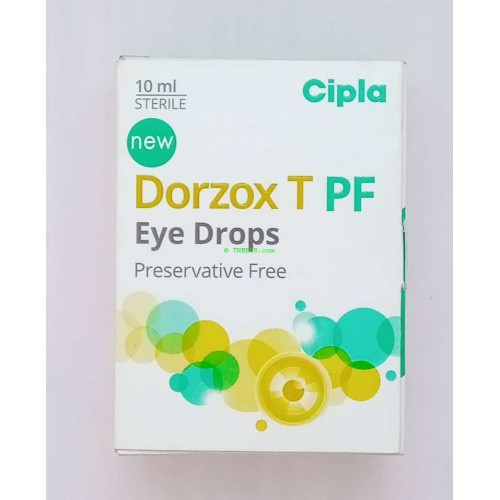 10 ml
STERILE
Cipla
new
Dorzox T PF
Eye Drops
Preservative Free